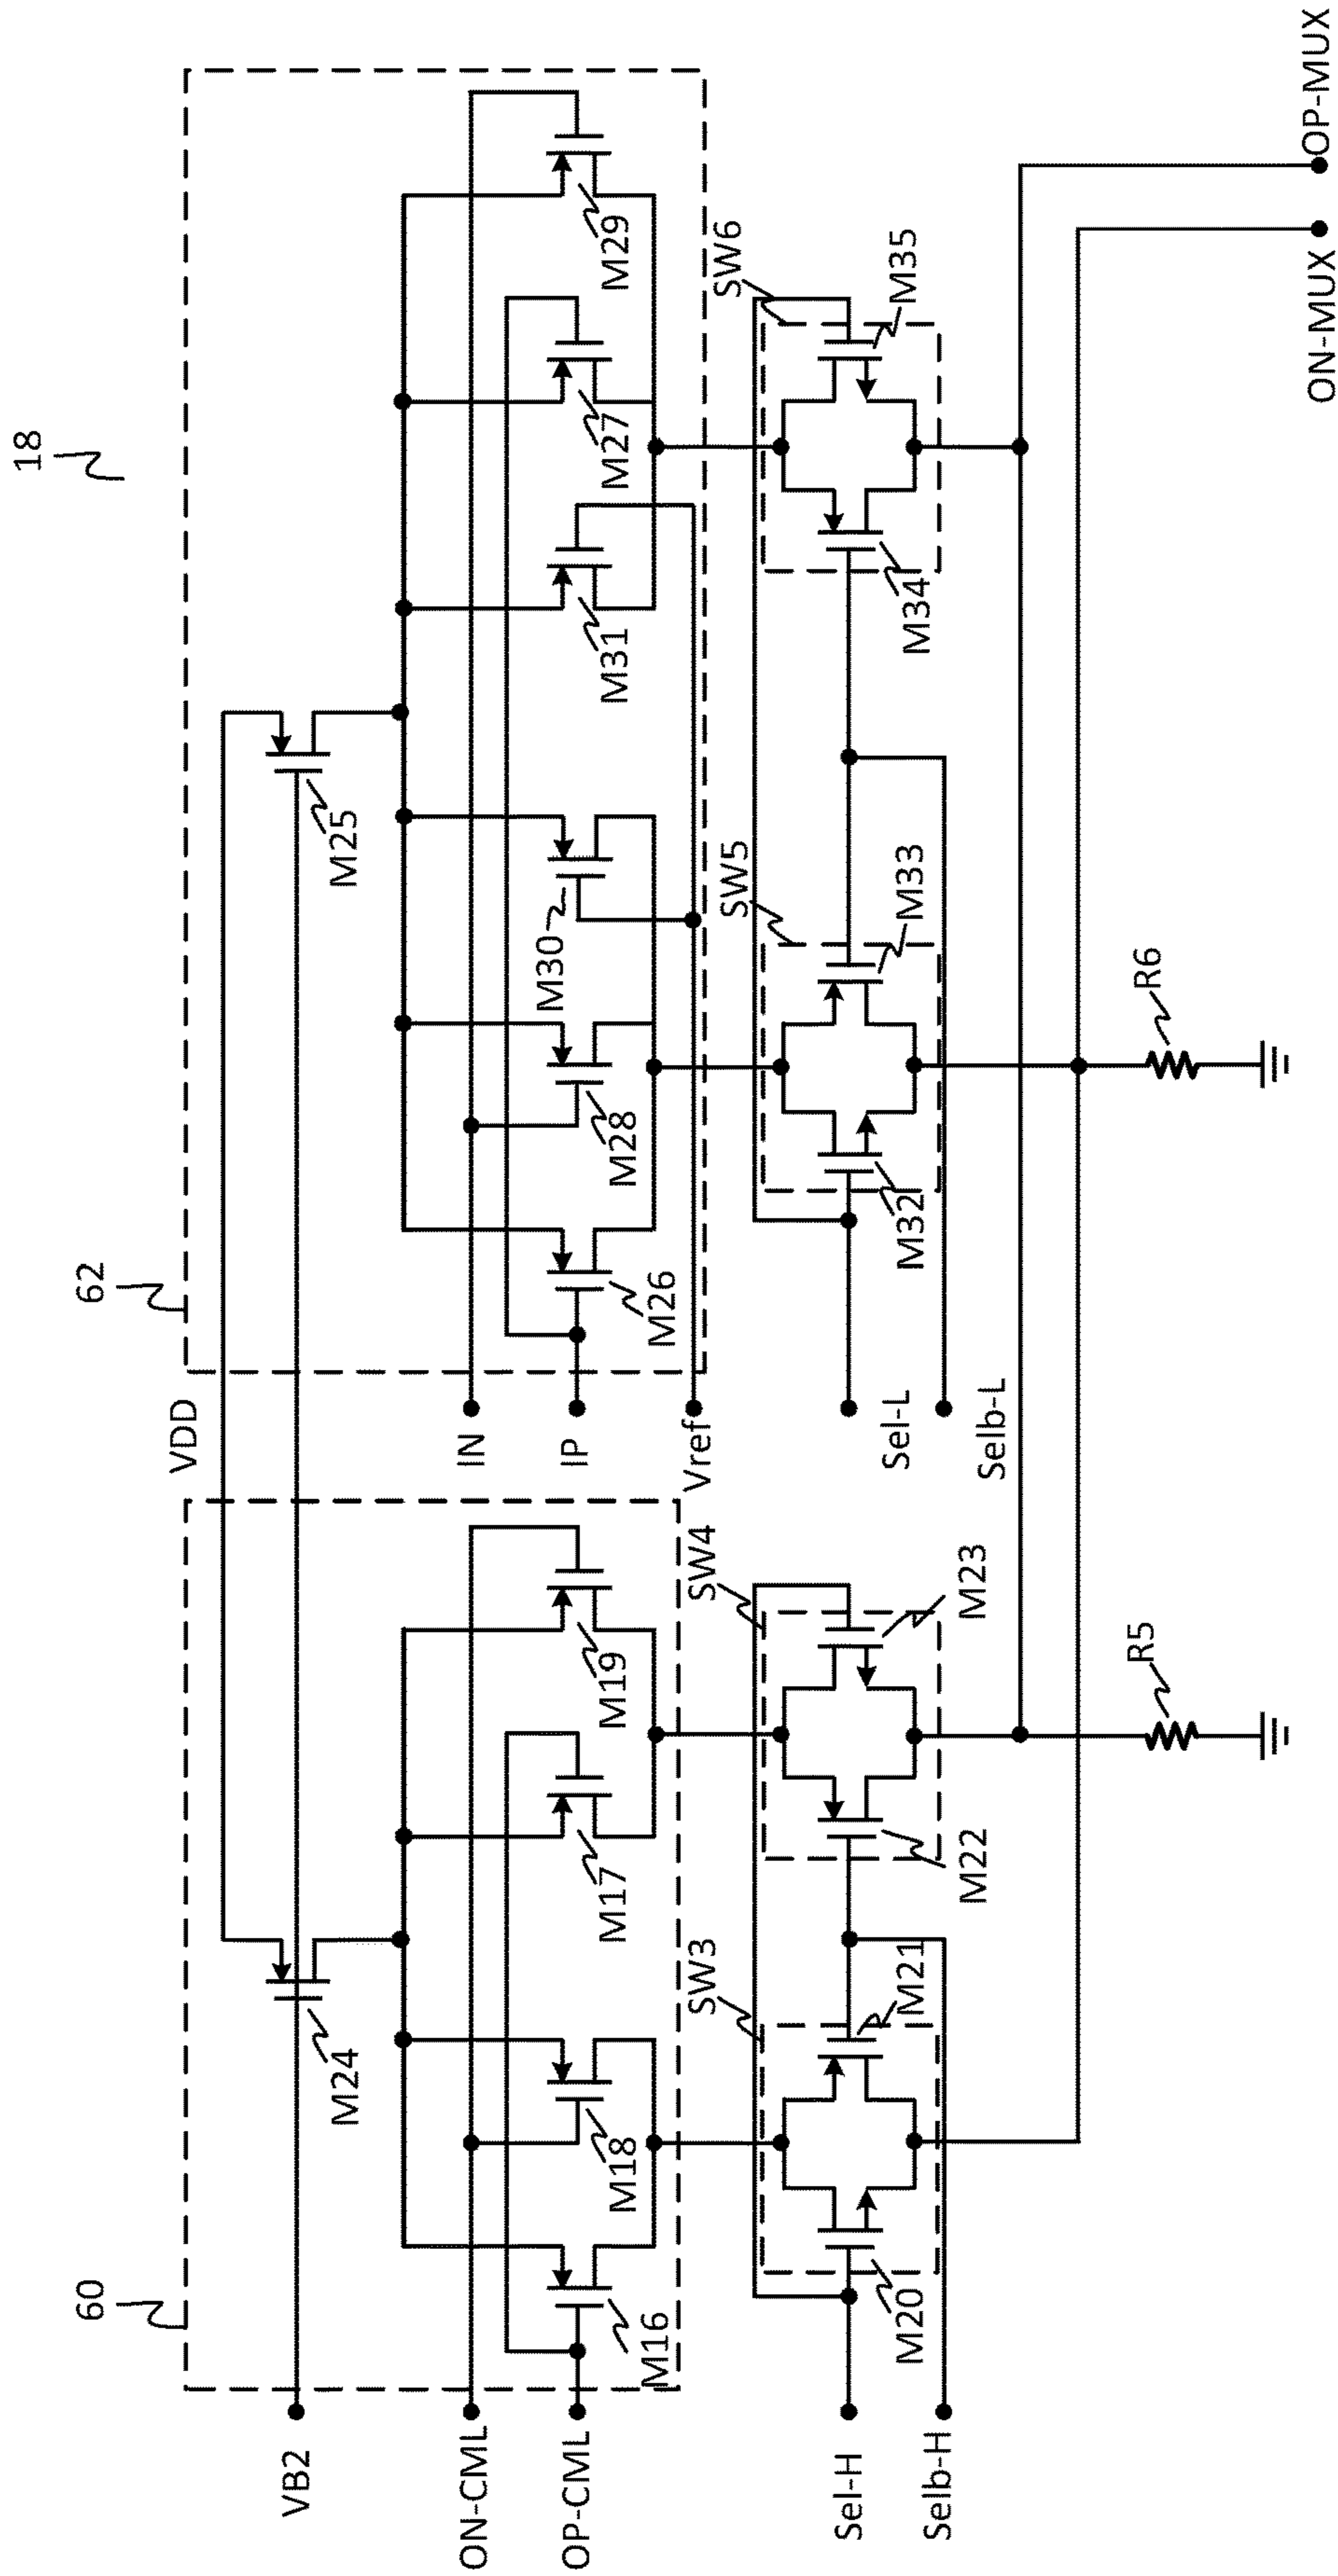 18
60
62
VDD
VB2
M24
M25
ON-CML
OP-CML
IN
IP
Vref
M16
M18
M17
M19
M26
M28
M30
M31
M27
M29
SW3
SW4
SW5
SW6
Sel-H
Selb-H
M20
M21
M22
M23
Sel-L
Selb-L
M32
M33
M34
M35
R5
R6
ON-MUX
OP-MUX